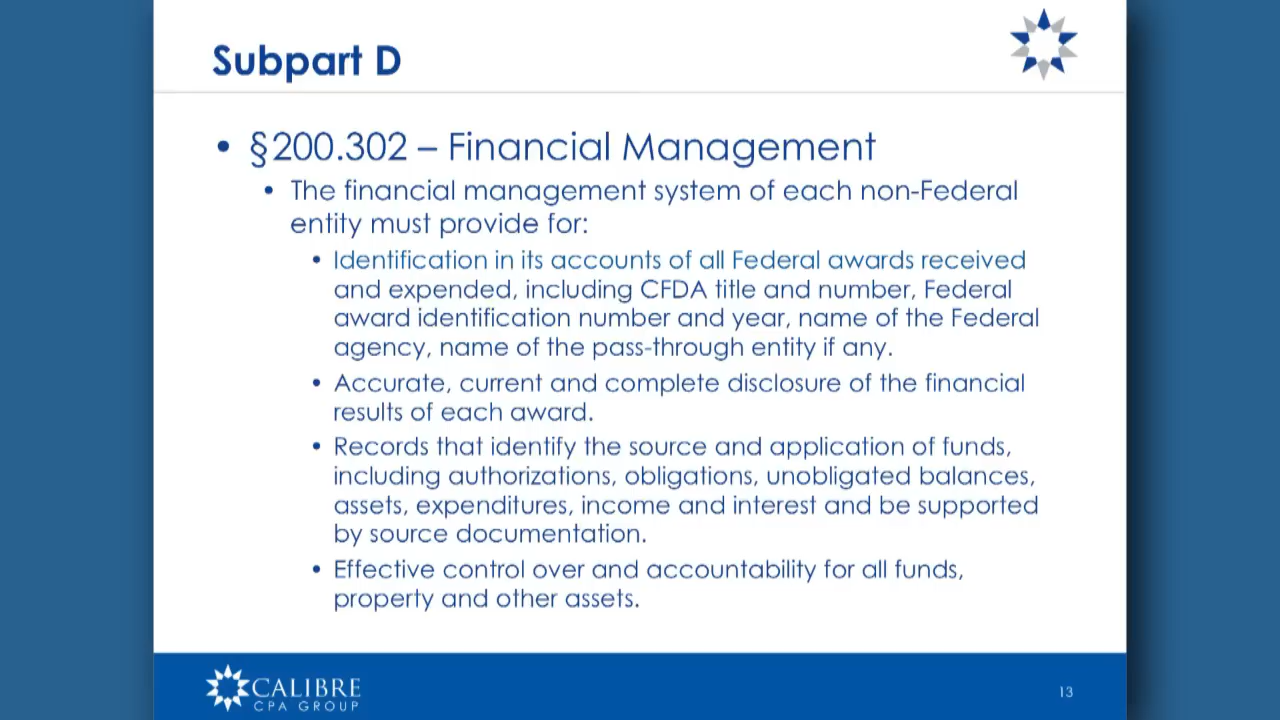 Subpart D
• §200.302 – Financial Management
• The financial management system of each non-Federal
entity must provide for:
• Identification in its accounts of all Federal awards received
and expended, including CFDA title and number, Federal
award identification number and year, name of the Federal
agency, name of the pass-through entity if any.
• Accurate, current and complete disclosure of the financial
results of each award.
• Records that identify the source and application of funds,
including authorizations, obligations, unobligated balances,
assets, expenditures, income and interest and be supported
by source documentation.
• Effective control over and accountability for all funds,
property and other assets.
CALIBRE
CPA GROUP
13